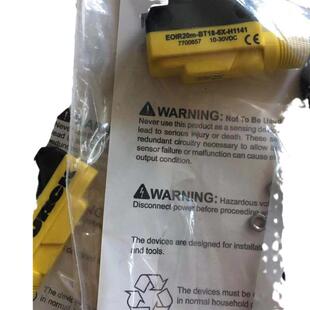 EOIR20m-BT18-6X-H1141
7700657 10-30VDC
WARNING: Not To Be Used
Never use this product as a sensing de
lead to serious injury or death. These
redundant circuitry necessary to allow
sensor failure or malfunction can cause
output condition.
TURCK
WARNING: Hazardous vo
Disconnect power before proceeding
The devices are designed for installat
and tools.
The devices must be
in normal household